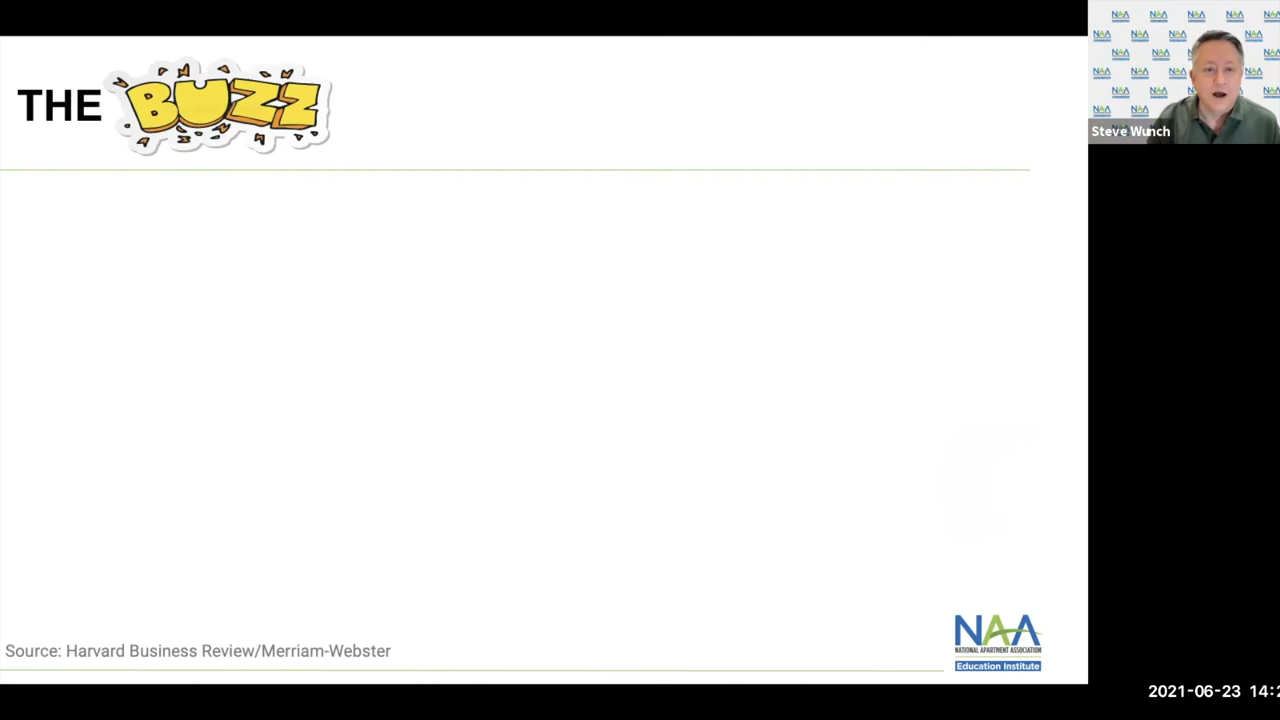 THE BUZZ
Steve Wunch
Source: Harvard Business Review/Merriam-Webster
NAA
NATIONAL APARTMENT ASSOCIATION
Education Institute
2021-06-23 14:2